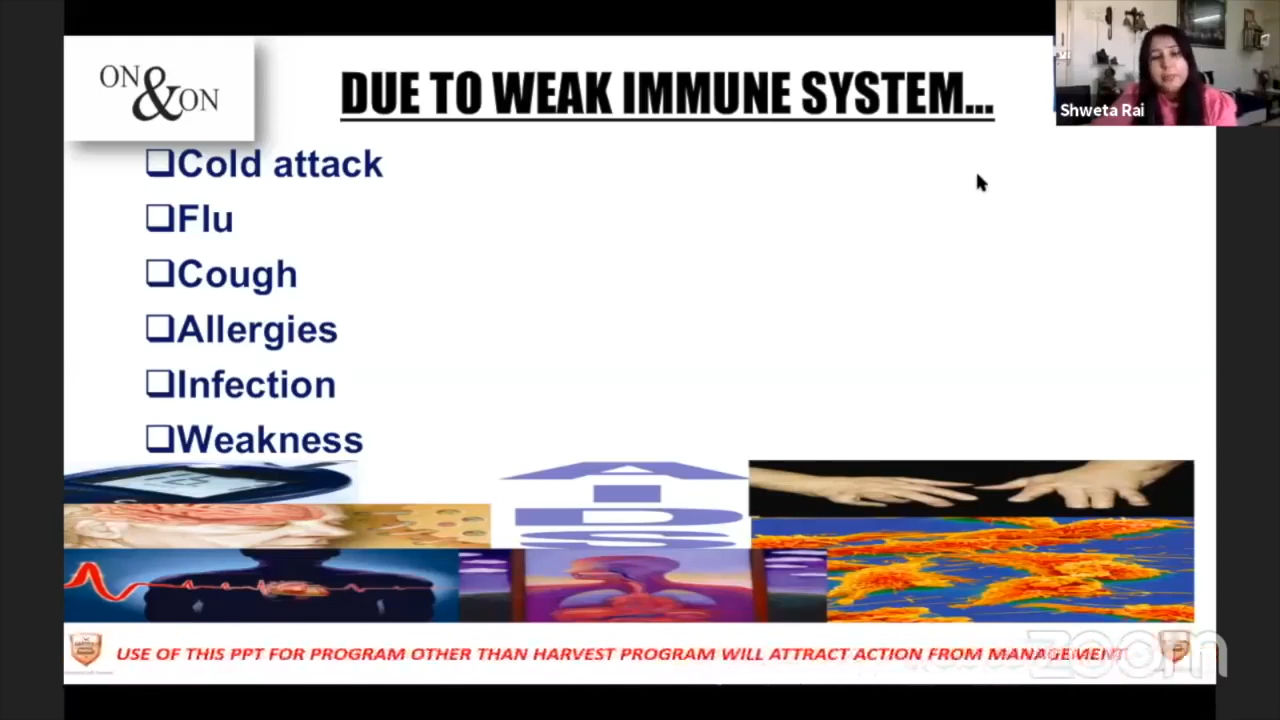 ON & ON
DUE TO WEAK IMMUNE SYSTEM...
Shweta Rai
Cold attack
Flu
Cough
Allergies
Infection
Weakness
AIDS
USE OF THIS PPT FOR PROGRAM OTHER THAN HARVEST PROGRAM WILL ATTRACT ACTION FROM MANAGEMENT
zoom